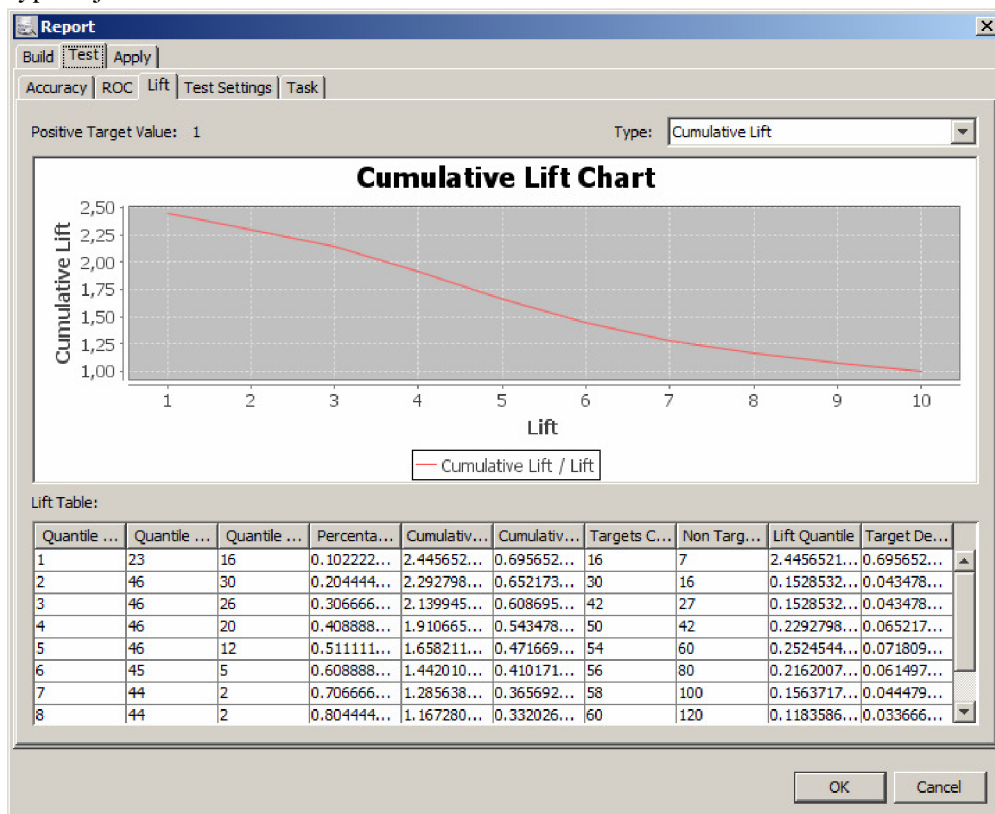 Report
Build Test Apply
Accuracy ROC Lift Test Settings Task
Positive Target Value: 1 Type: Cumulative Lift
Cumulative Lift Chart
Cumulative Lift
2,50
2,25
2,00
1,75
1,50
1,25
1,00
1 2 3 4 5 6 7 8 9 10
Lift
Cumulative Lift / Lift
Lift Table:
Quantile ... Quantile ... Quantile ... Percenta... Cumulativ... Cumulativ... Targets C... Non Targ... Lift Quantile Target De...
1 23 16 0.102222... 2.445652... 0.695652... 16 7 2.4456521... 0.695652...
2 46 30 0.204444... 2.292798... 0.652173... 30 16 0.1528532... 0.043478...
3 46 26 0.306666... 2.139945... 0.608695... 42 27 0.1528532... 0.043478...
4 46 20 0.408888... 1.910665... 0.543478... 50 42 0.2292798... 0.065217...
5 46 12 0.511111... 1.658211... 0.471669... 54 60 0.2524544... 0.071809...
6 45 5 0.608888... 1.442010... 0.410171... 56 80 0.2162007... 0.061497...
7 44 2 0.706666... 1.285638... 0.365692... 58 100 0.1563717... 0.044479...
8 44 2 0.804444... 1.167280... 0.332026... 60 120 0.1183586... 0.033666...
OK Cancel